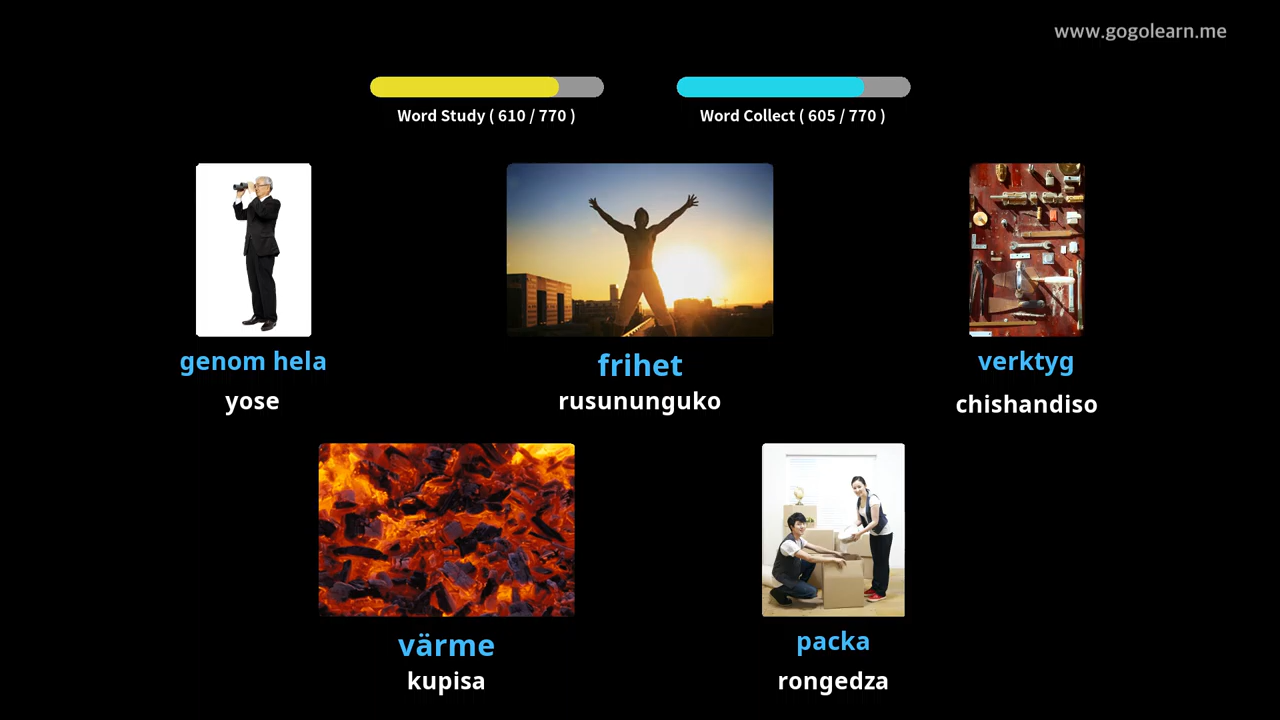 www.gogolearn.me
Word Study ( 610 / 770 )
Word Collect ( 605 / 770 )
genom hela
yose
frihet
rusununguko
verktyg
chishandiso
värme
kupisa
packa
rongedza